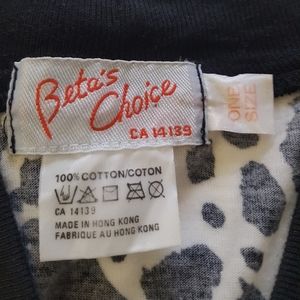 Beta's
Choice
CA 14139
ONE
SIZE
100% COTTON/COTON
CA 14139
MADE IN HONG KONG
FABRIQUE AU HONG KONG